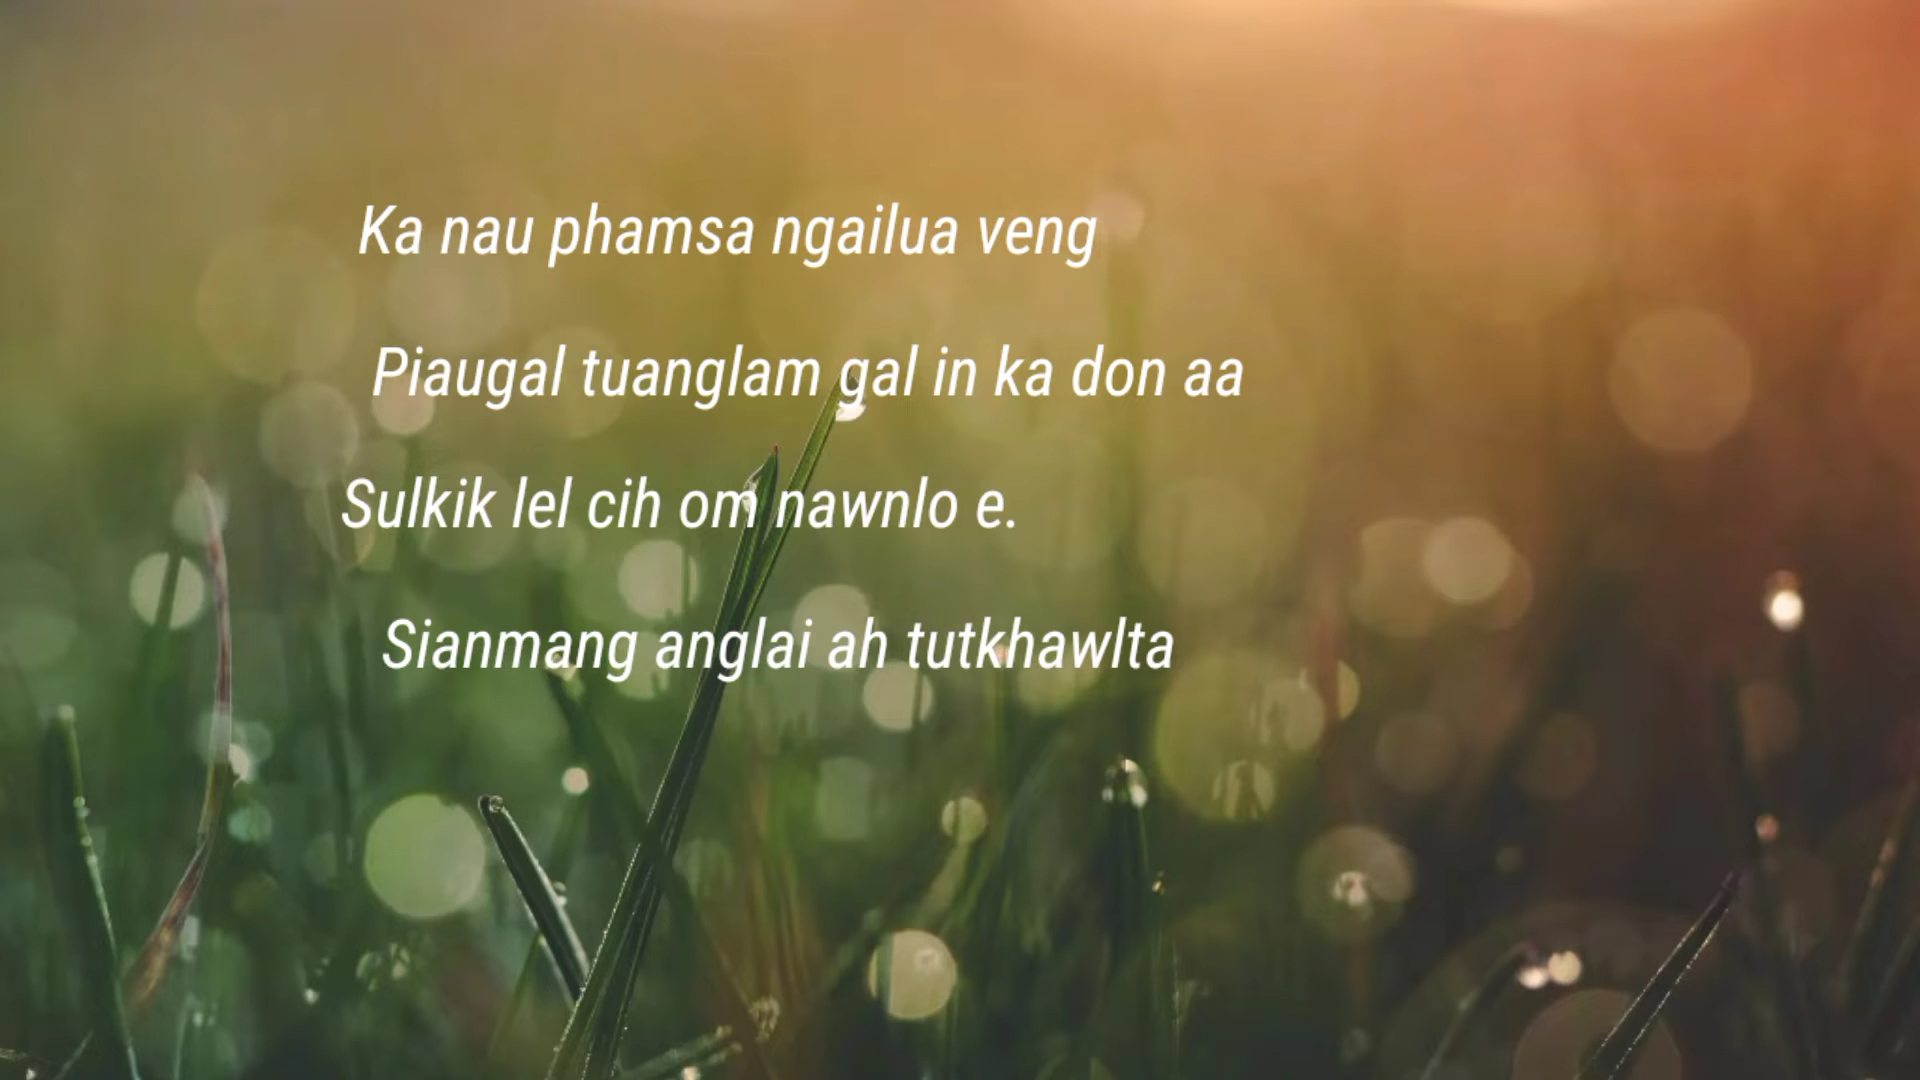 Ka nau phamsa ngailua veng
Piaugal tuanglam gal in ka don aa
Sulkik lel cih om nawnlo e.
Sianmang anglai ah tutkhawlta